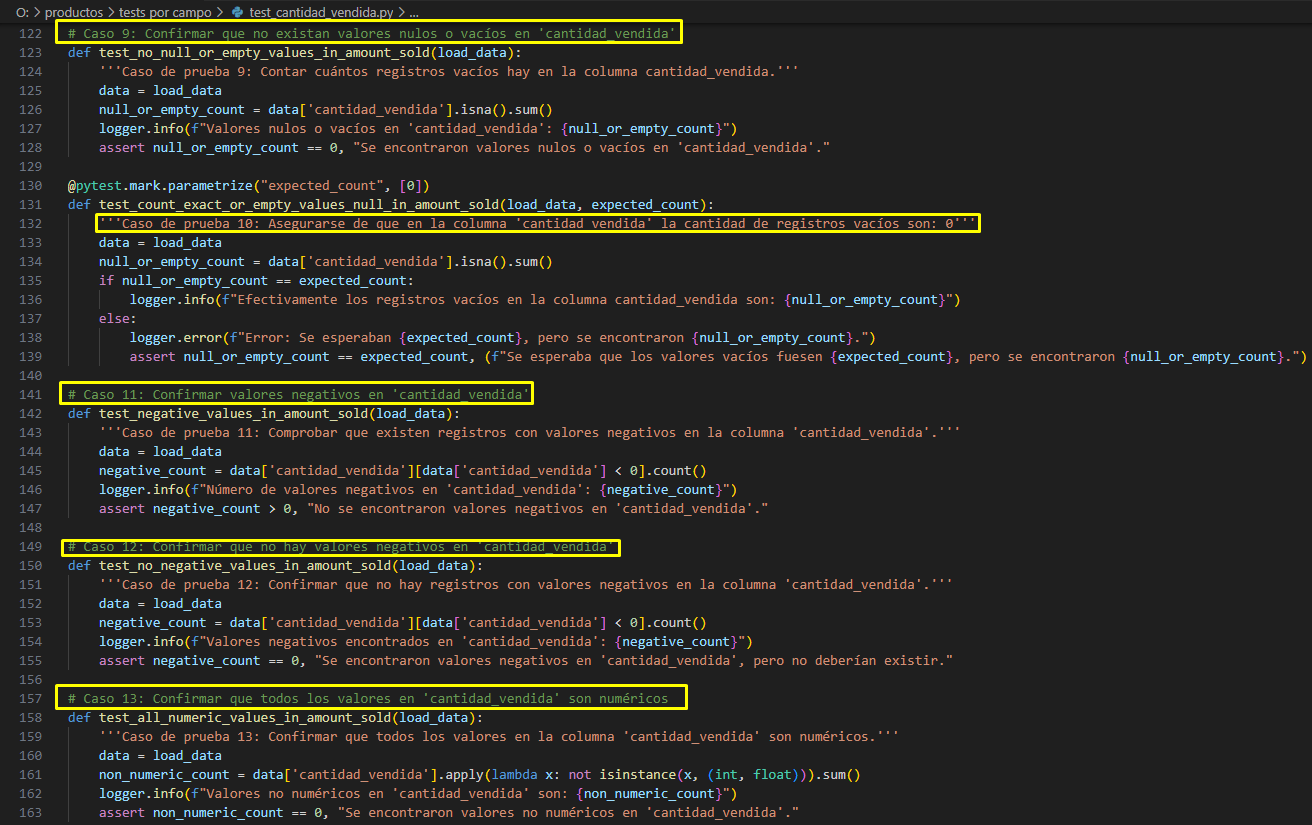 O: > productos > tests por campo > test_cantidad_vendida.py > ...
122 # Caso 9: Confirmar que no existan valores nulos o vacíos en 'cantidad_vendida'
123 def test_no_null_or_empty_values_in_amount_sold(load_data):
124     '''Caso de prueba 9: Contar cuántos registros vacíos hay en la columna cantidad_vendida.'''
125     data = load_data
126     null_or_empty_count = data['cantidad_vendida'].isna().sum()
127     logger.info(f"Valores nulos o vacíos en 'cantidad_vendida': {null_or_empty_count}")
128     assert null_or_empty_count == 0, "Se encontraron valores nulos o vacíos en 'cantidad_vendida'."
129
130 @pytest.mark.parametrize("expected_count", [0])
131 def test_count_exact_or_empty_values_null_in_amount_sold(load_data, expected_count):
132     '''Caso de prueba 10: Asegurarse de que en la columna 'cantidad_vendida' la cantidad de registros vacíos son: 0'''
133     data = load_data
134     null_or_empty_count = data['cantidad_vendida'].isna().sum()
135     if null_or_empty_count == expected_count:
136         logger.info(f"Efectivamente los registros vacíos en la columna cantidad_vendida son: {null_or_empty_count}")
137     else:
138         logger.error(f"Error: Se esperaban {expected_count}, pero se encontraron {null_or_empty_count}.")
139         assert null_or_empty_count == expected_count, (f"Se esperaba que los valores vacíos fuesen {expected_count}, pero se encontraron {null_or_empty_count}.")
140
141 # Caso 11: Confirmar valores negativos en 'cantidad_vendida'
142 def test_negative_values_in_amount_sold(load_data):
143     '''Caso de prueba 11: Comprobar que existen registros con valores negativos en la columna 'cantidad_vendida'.'''
144     data = load_data
145     negative_count = data['cantidad_vendida'][data['cantidad_vendida'] < 0].count()
146     logger.info(f"Número de valores negativos en 'cantidad_vendida': {negative_count}")
147     assert negative_count > 0, "No se encontraron valores negativos en 'cantidad_vendida'."
148
149 # Caso 12: Confirmar que no hay valores negativos en 'cantidad_vendida'
150 def test_no_negative_values_in_amount_sold(load_data):
151     '''Caso de prueba 12: Confirmar que no hay registros con valores negativos en la columna 'cantidad_vendida'.'''
152     data = load_data
153     negative_count = data['cantidad_vendida'][data['cantidad_vendida'] < 0].count()
154     logger.info(f"Valores negativos encontrados en 'cantidad_vendida': {negative_count}")
155     assert negative_count == 0, "Se encontraron valores negativos en 'cantidad_vendida', pero no deberían existir."
156
157 # Caso 13: Confirmar que todos los valores en 'cantidad_vendida' son numéricos
158 def test_all_numeric_values_in_amount_sold(load_data):
159     '''Caso de prueba 13: Confirmar que todos los valores en la columna 'cantidad_vendida' son numéricos.'''
160     data = load_data
161     non_numeric_count = data['cantidad_vendida'].apply(lambda x: not isinstance(x, (int, float))).sum()
162     logger.info(f"Valores no numéricos en 'cantidad_vendida' son: {non_numeric_count}")
163     assert non_numeric_count == 0, "Se encontraron valores no numéricos en 'cantidad_vendida'."